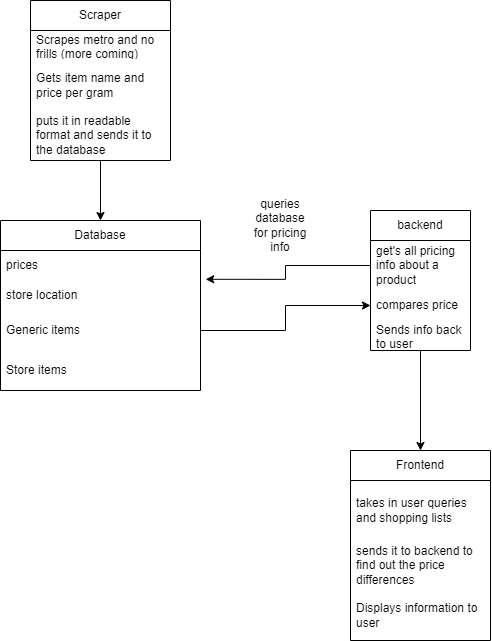 Scraper
Scrapes metro and no
frills (more coming)
Gets item name and
price per gram
puts it in readable
format and sends it to
the database
queries
database
for pricing
info
Database
prices
store location
Generic items
Store items
backend
get's all pricing
info about a
product
compares price
Sends info back
to user
Frontend
takes in user queries
and shopping lists
sends it to backend to
find out the price
differences
Displays information to
user